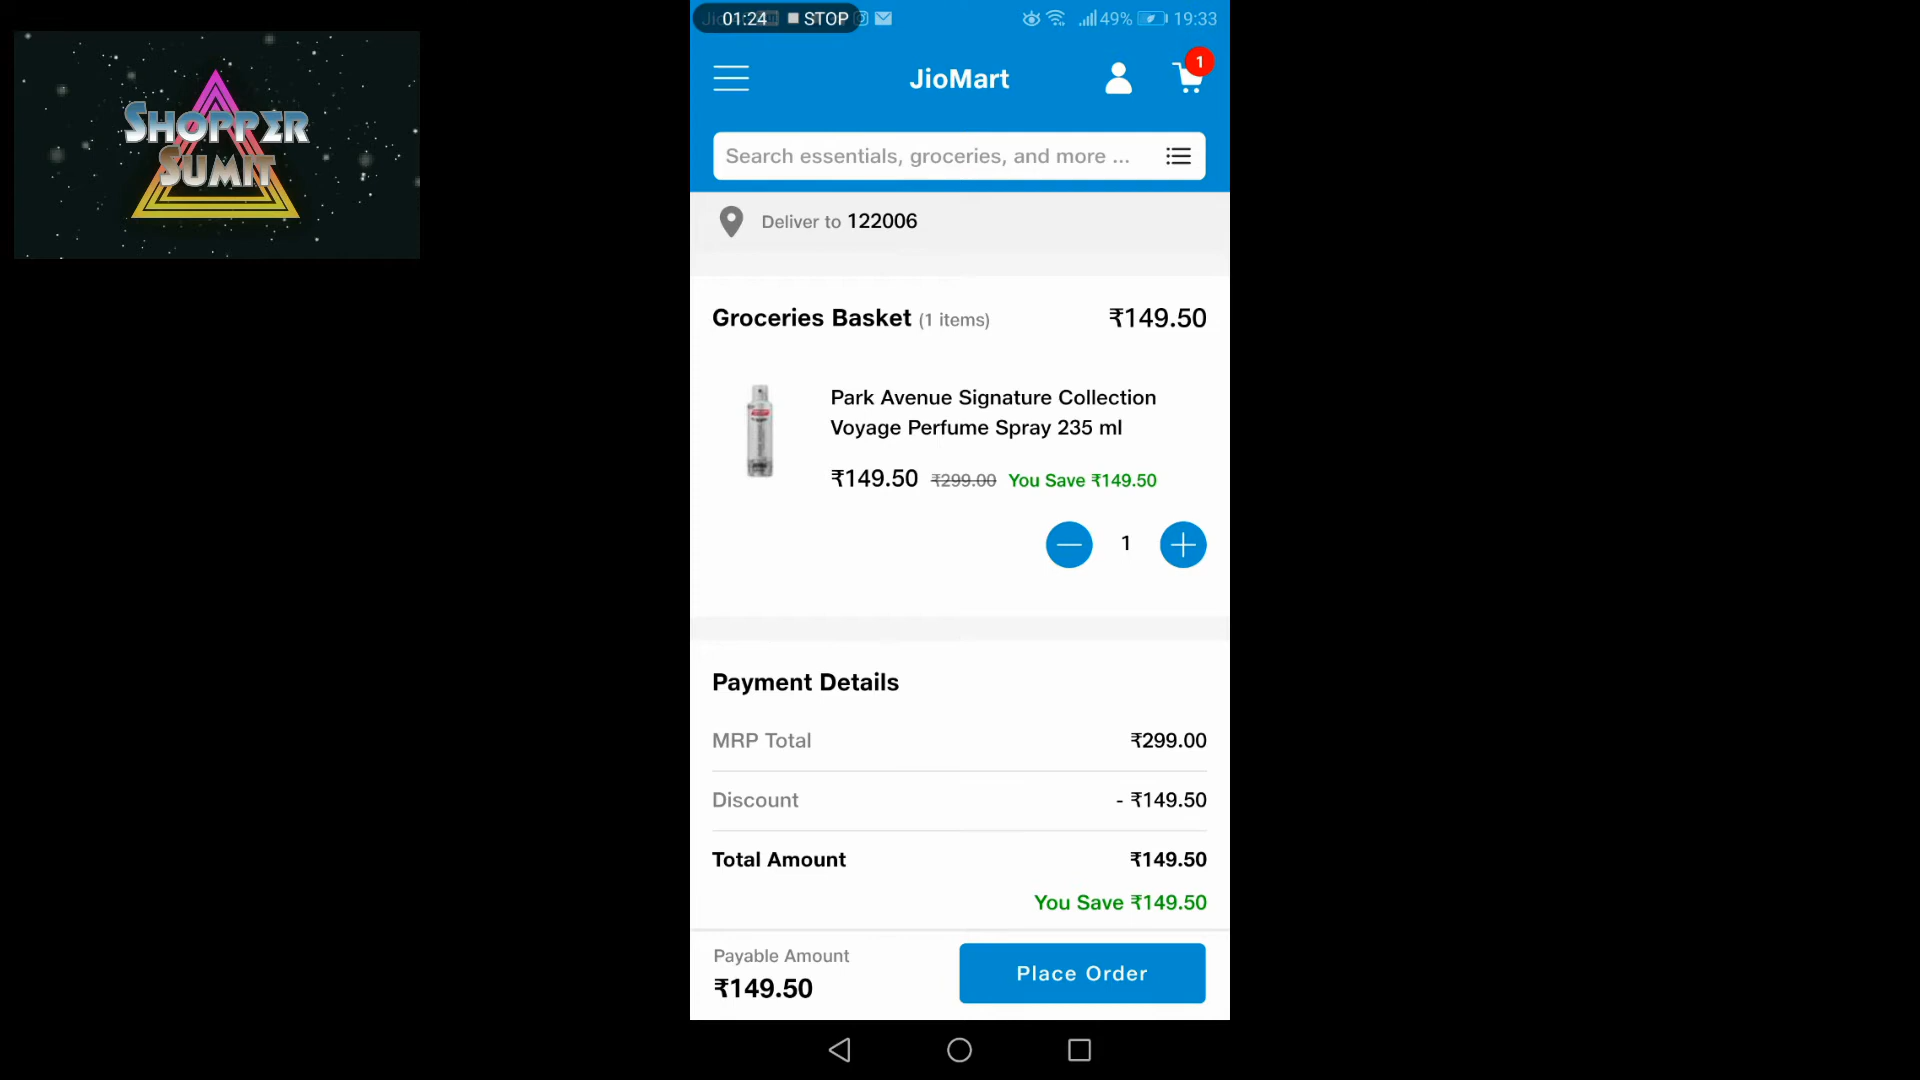 SHOPPER
SUMIT
01:24 STOP 49% 19:33
JioMart
1
Search essentials, groceries, and more ...
Deliver to 122006
Groceries Basket (1 items) ₹149.50
Park Avenue Signature Collection
Voyage Perfume Spray 235 ml
₹149.50 ₹299.00 You Save ₹149.50
1
Payment Details
MRP Total ₹299.00
Discount - ₹149.50
Total Amount ₹149.50
You Save ₹149.50
Payable Amount
₹149.50
Place Order